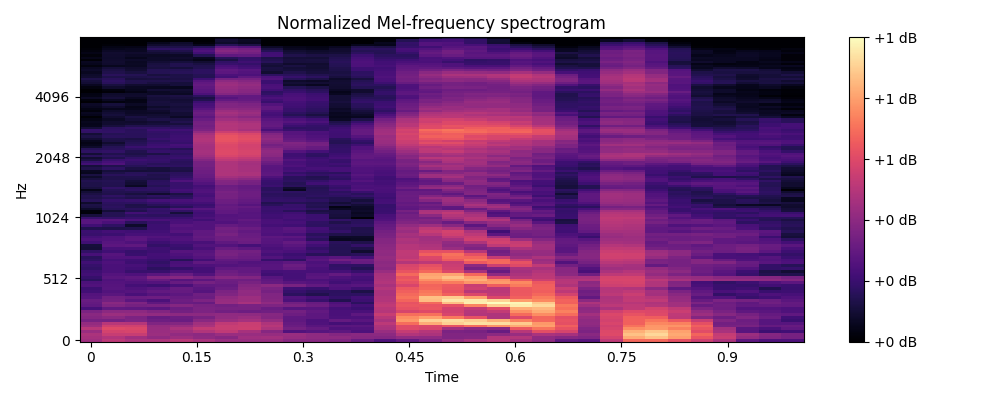 Normalized Mel-frequency spectrogram
+1 dB
4096
+1 dB
2048
+1 dB
Hz
1024
+0 dB
512
+0 dB
0
+0 dB
0 0.15 0.3 0.45 0.6 0.75 0.9
Time